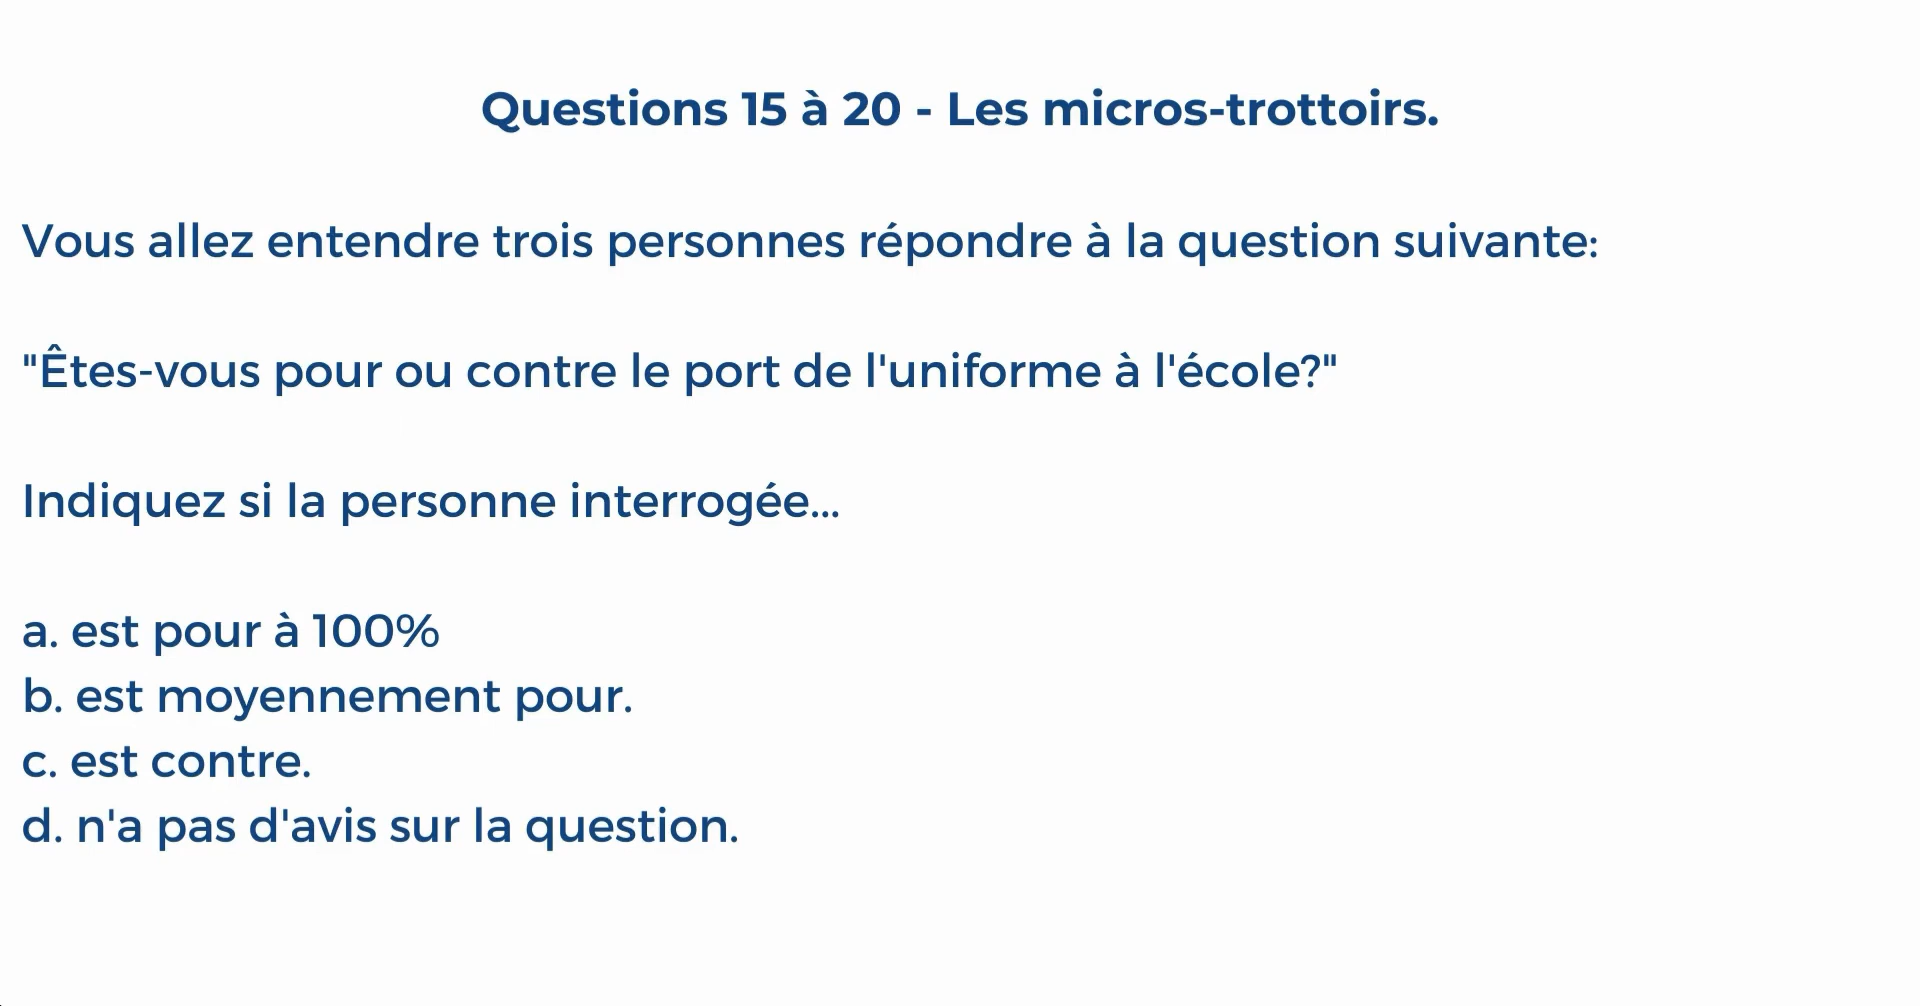 Questions 15 à 20 - Les micros-trottoirs.
Vous allez entendre trois personnes répondre à la question suivante:
"Êtes-vous pour ou contre le port de l'uniforme à l'école?"
Indiquez si la personne interrogée...
a. est pour à 100%
b. est moyennement pour.
c. est contre.
d. n'a pas d'avis sur la question.